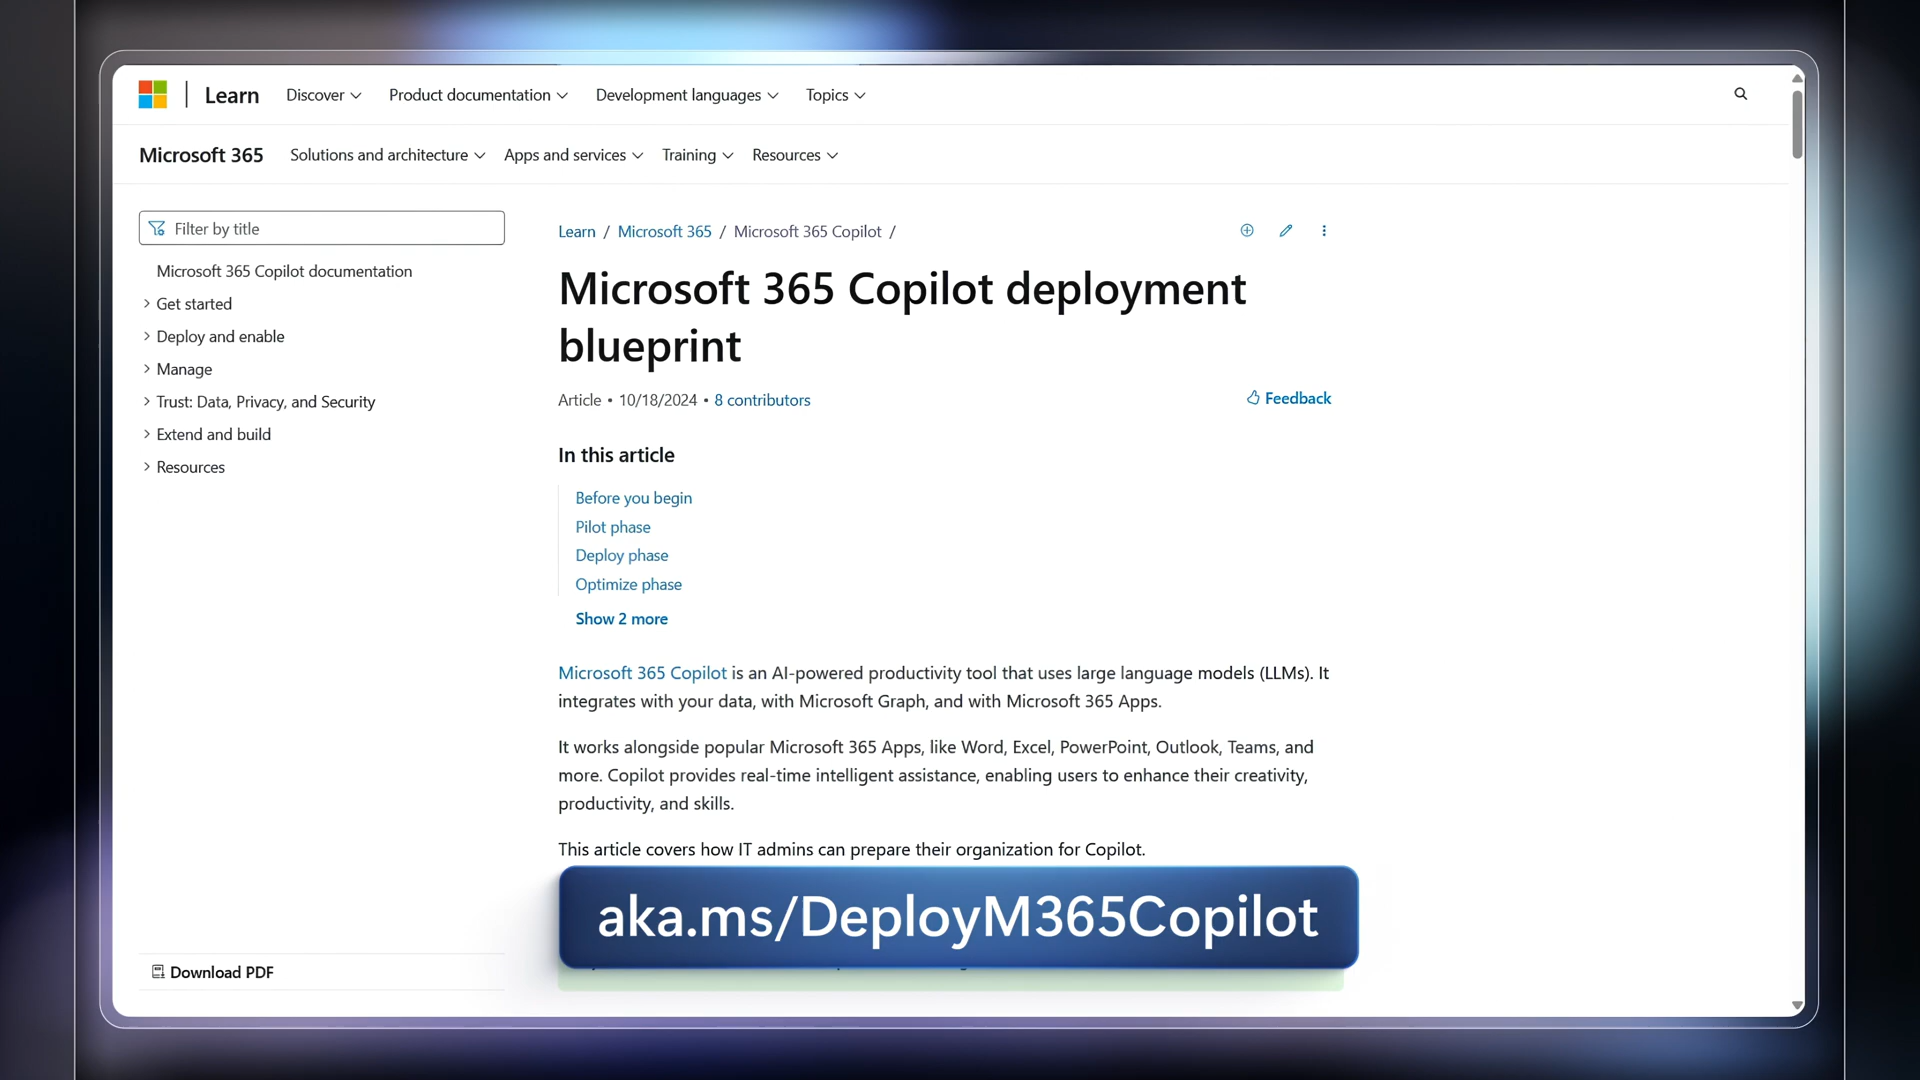 Learn
Discover
Product documentation
Development languages
Topics
Microsoft 365
Solutions and architecture
Apps and services
Training
Resources
Filter by title
Microsoft 365 Copilot documentation
Get started
Deploy and enable
Manage
Trust: Data, Privacy, and Security
Extend and build
Resources
Download PDF
Learn / Microsoft 365 / Microsoft 365 Copilot /
Microsoft 365 Copilot deployment
blueprint
Article • 10/18/2024 • 8 contributors
Feedback
In this article
Before you begin
Pilot phase
Deploy phase
Optimize phase
Show 2 more
Microsoft 365 Copilot is an AI-powered productivity tool that uses large language models (LLMs). It
integrates with your data, with Microsoft Graph, and with Microsoft 365 Apps.
It works alongside popular Microsoft 365 Apps, like Word, Excel, PowerPoint, Outlook, Teams, and
more. Copilot provides real-time intelligent assistance, enabling users to enhance their creativity,
productivity, and skills.
This article covers how IT admins can prepare their organization for Copilot.
aka.ms/DeployM365Copilot